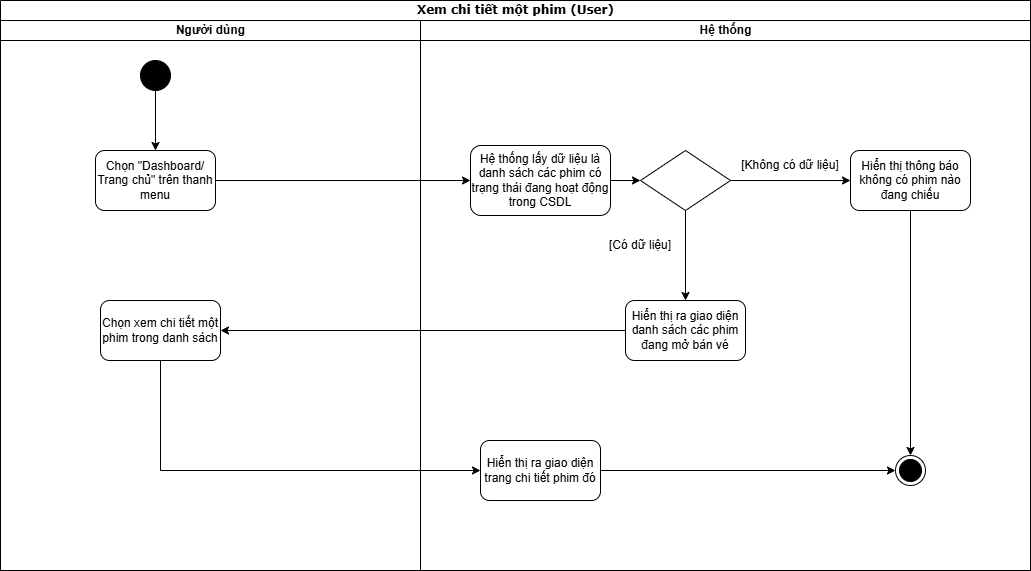 Xem chi tiết một phim (User)
Người dùng
Hệ thống
Chọn "Dashboard/
Trang chủ" trên thanh
menu
Hệ thống lấy dữ liệu là
danh sách các phim có
trạng thái đang hoạt động
trong CSDL
[Không có dữ liệu]
Hiển thị thông báo
không có phim nào
đang chiếu
[Có dữ liệu]
Hiển thị ra giao diện
danh sách các phim
đang mở bán vé
Chọn xem chi tiết một
phim trong danh sách
Hiển thị ra giao diện
trang chi tiết phim đó